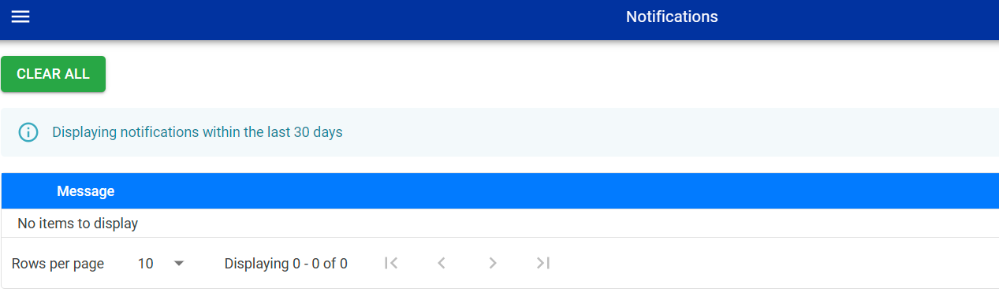 Notifications
CLEAR ALL
Displaying notifications within the last 30 days
Message
No items to display
Rows per page 10 Displaying 0 - 0 of 0